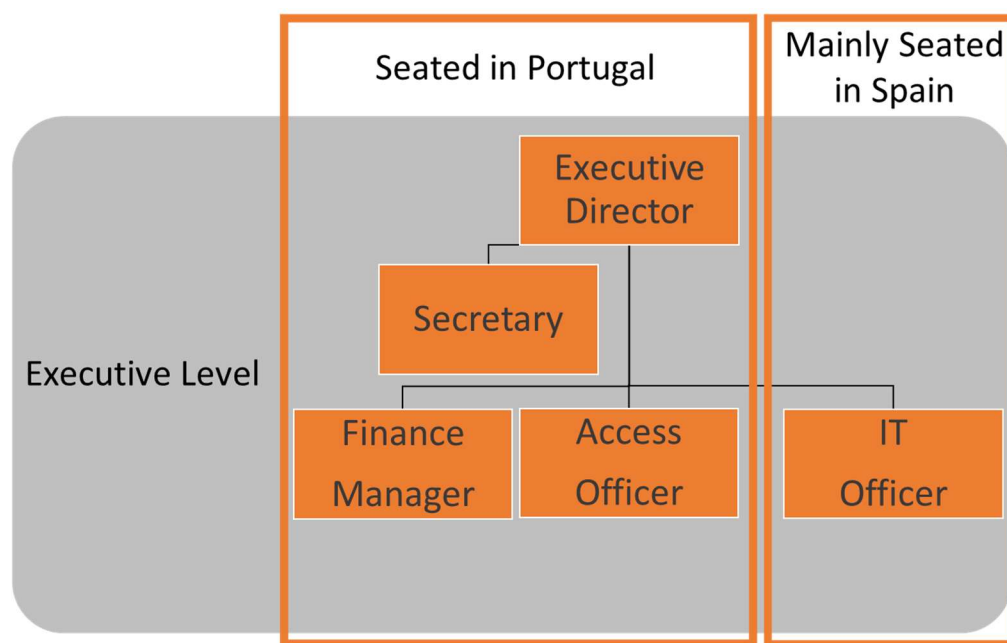 Seated in Portugal
Mainly Seated
in Spain
Executive
Director
Secretary
Executive Level
Finance
Manager
Access
Officer
IT
Officer